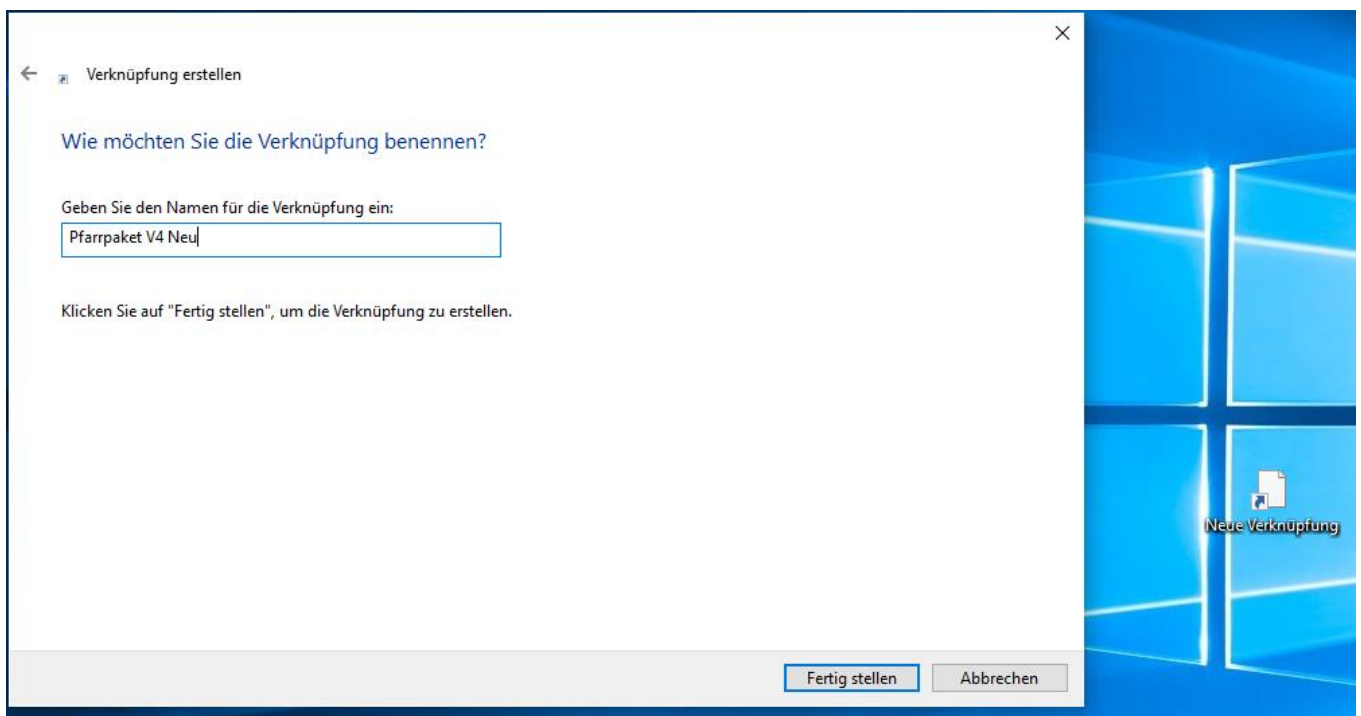 Verknüpfung erstellen
Wie möchten Sie die Verknüpfung benennen?
Geben Sie den Namen für die Verknüpfung ein:
Pfarrpaket V4 Neu
Klicken Sie auf "Fertig stellen", um die Verknüpfung zu erstellen.
Neue Verknüpfung
Fertig stellen Abbrechen